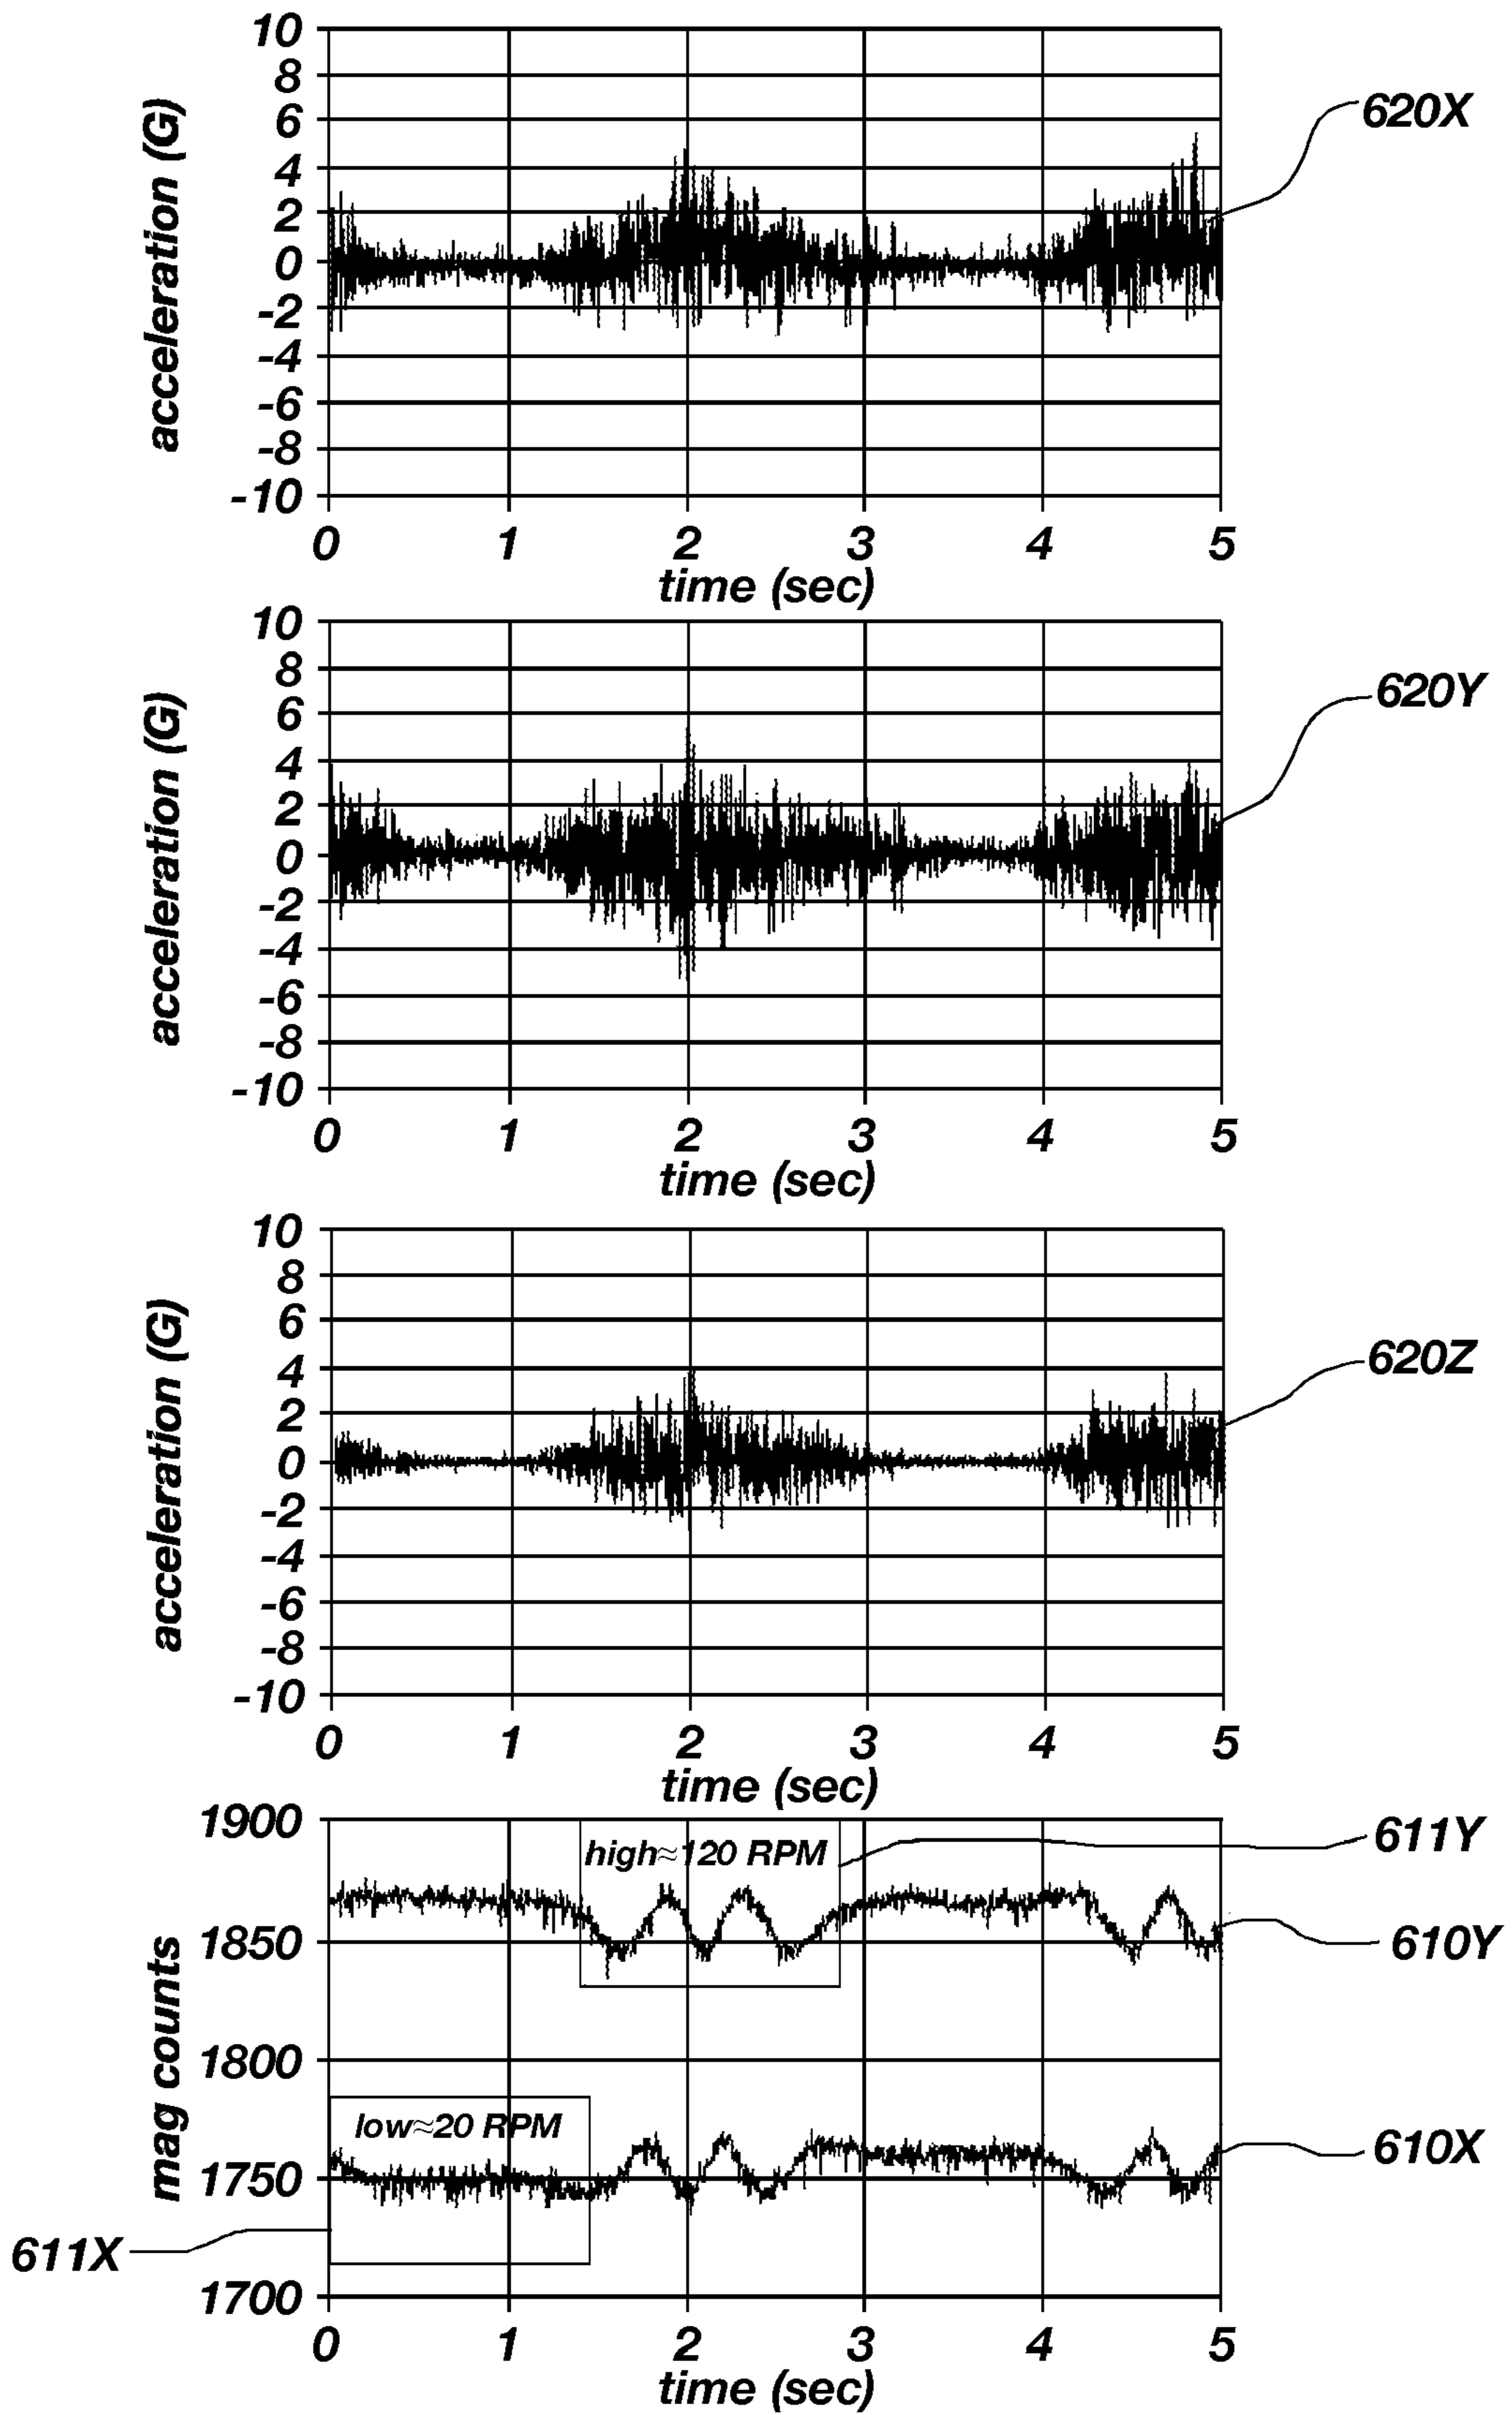 10
8
6
4
2
0
-2
-4
-6
-8
-10
acceleration (G)
620X
0 1 2 3 4 5
time (sec)
10
8
6
4
2
0
-2
-4
-6
-8
-10
acceleration (G)
620Y
0 1 2 3 4 5
time (sec)
10
8
6
4
2
0
-2
-4
-6
-8
-10
acceleration (G)
620Z
0 1 2 3 4 5
time (sec)
1900
1850
1800
1750
1700
mag counts
high≈120 RPM
611Y
610Y
low≈20 RPM
610X
611X
0 1 2 3 4 5
time (sec)